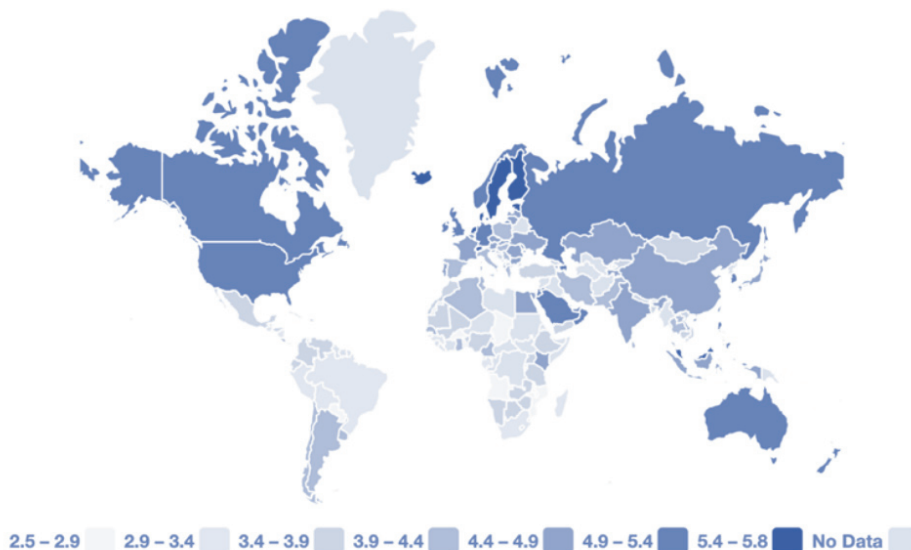 2.5 – 2.9 2.9 – 3.4 3.4 – 3.9 3.9 – 4.4 4.4 – 4.9 4.9 – 5.4 5.4 – 5.8 No Data